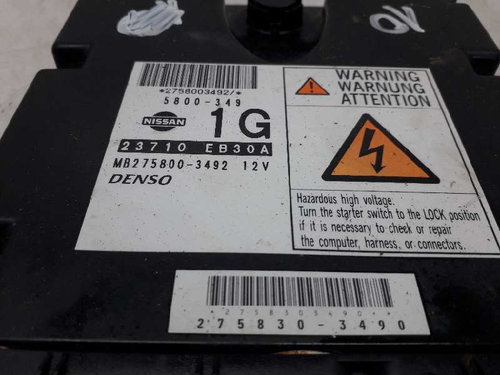 OK
*2758003492/*
5800-349
NISSAN
1G
23710 EB30A
MB275800-3492 12V
DENSO
WARNING
WARNUNG
ATTENTION
Hazardous high voltage.
Turn the starter switch to the LOCK position
if it is necessary to check or repair
the computer, harness, or connectors.
*2758303490**
275830-3490